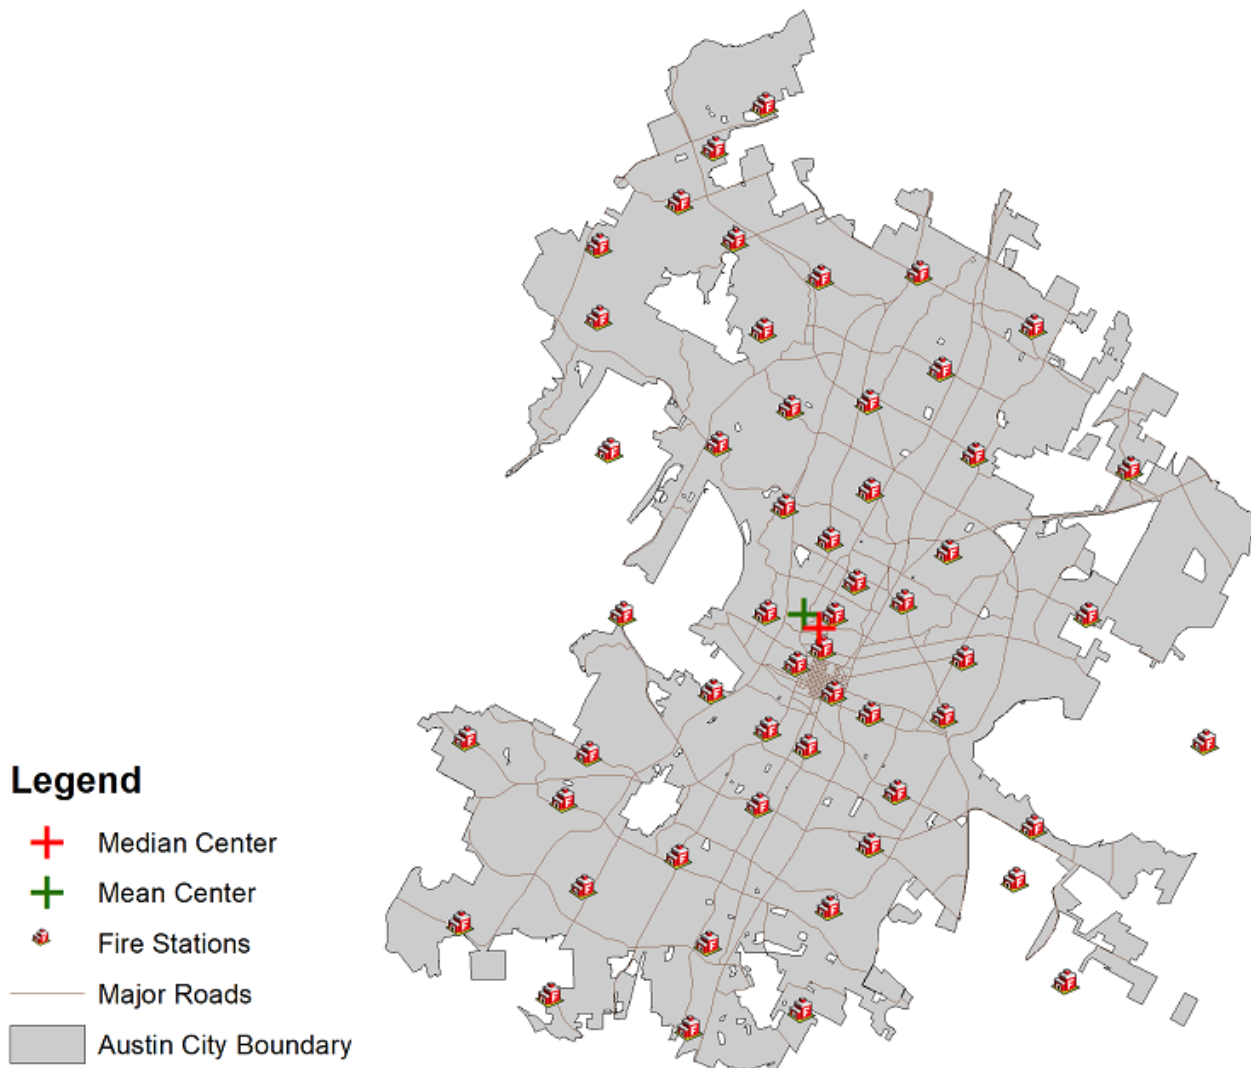 Legend
Median Center
Mean Center
Fire Stations
Major Roads
Austin City Boundary